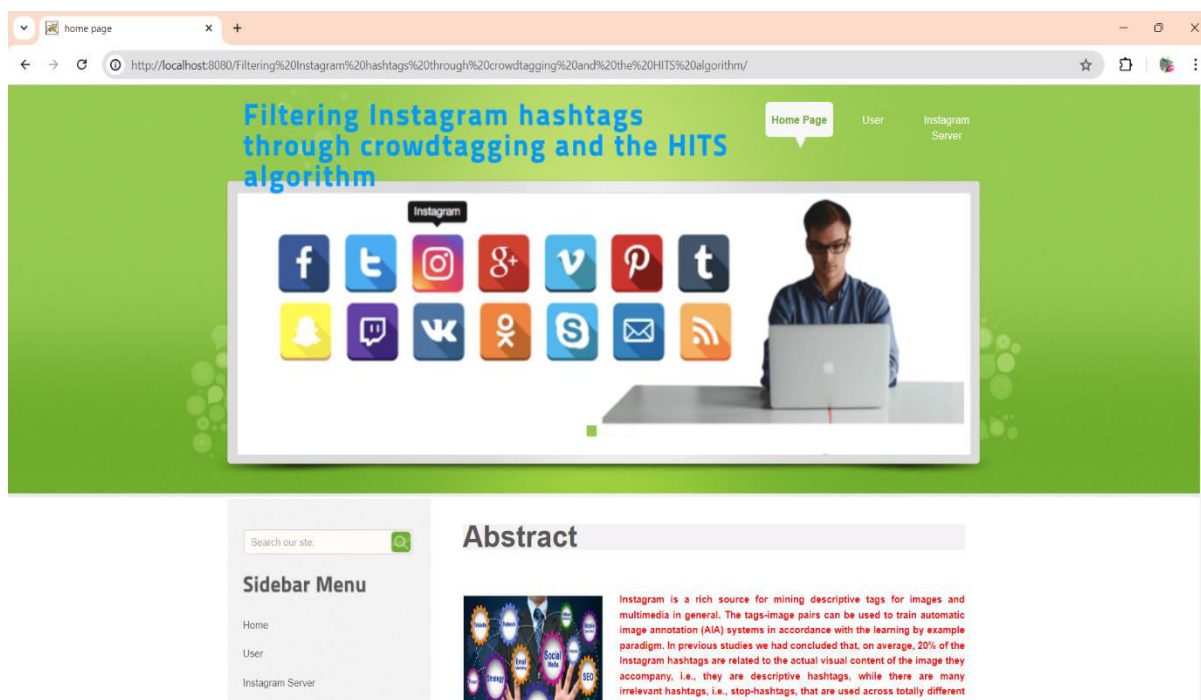 home page
http://localhost:8080/Filtering%20Instagram%20hashtags%20through%20crowdtagging%20and%20the%20HITS%20algorithm/
Filtering Instagram hashtags
through crowdtagging and the HITS
algorithm
Home Page
User
Instagram
Server
Instagram
Search our ste:
Abstract
Sidebar Menu
Home
User
Instagram Server
Social
Media
Email
SEO
Strategy
Instagram is a rich source for mining descriptive tags for images and
multimedia in general. The tags-image pairs can be used to train automatic
image annotation (AIA) systems in accordance with the learning by example
paradigm. In previous studies we had concluded that, on average, 20% of the
Instagram hashtags are related to the actual visual content of the image they
accompany, i.e., they are descriptive hashtags, while there are many
irrelevant hashtags, i.e., stop-hashtags, that are used across totally different